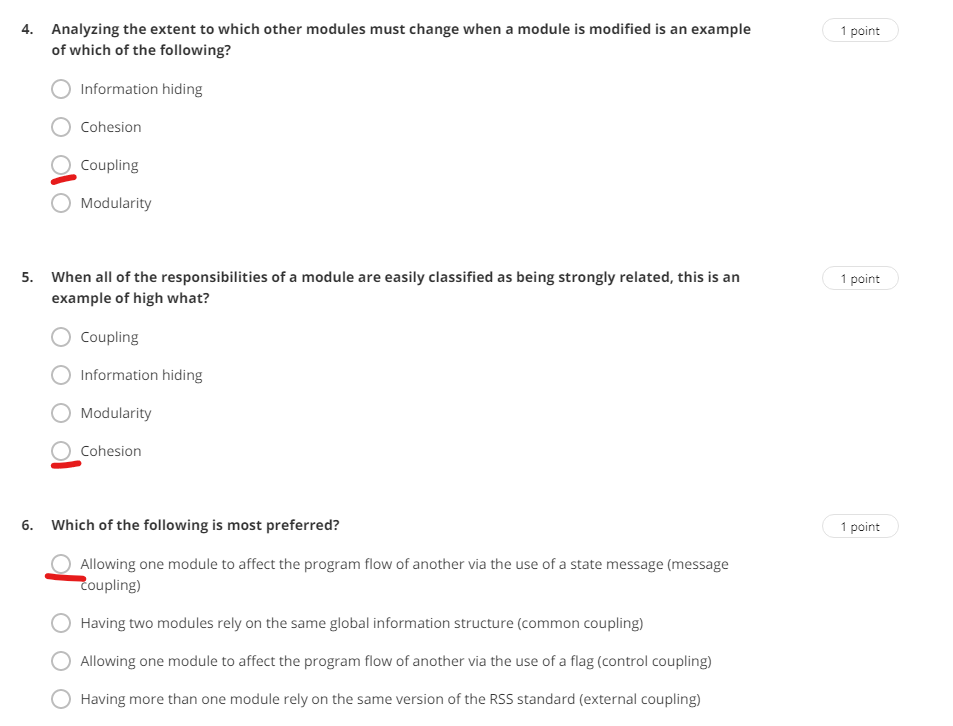 4. Analyzing the extent to which other modules must change when a module is modified is an example 1 point
of which of the following?
Information hiding
Cohesion
Coupling
Modularity
5. When all of the responsibilities of a module are easily classified as being strongly related, this is an 1 point
example of high what?
Coupling
Information hiding
Modularity
Cohesion
6. Which of the following is most preferred? 1 point
Allowing one module to affect the program flow of another via the use of a state message (message
coupling)
Having two modules rely on the same global information structure (common coupling)
Allowing one module to affect the program flow of another via the use of a flag (control coupling)
Having more than one module rely on the same version of the RSS standard (external coupling)